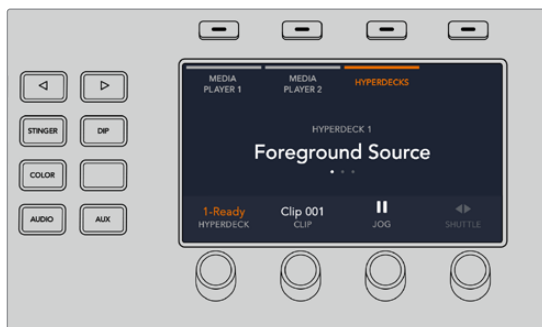 MEDIA
PLAYER 1
MEDIA
PLAYER 2
HYPERDECKS
HYPERDECK 1
Foreground Source
STINGER
DIP
COLOR
AUDIO
AUX
1-Ready
HYPERDECK
Clip 001
CLIP
JOG
SHUTTLE